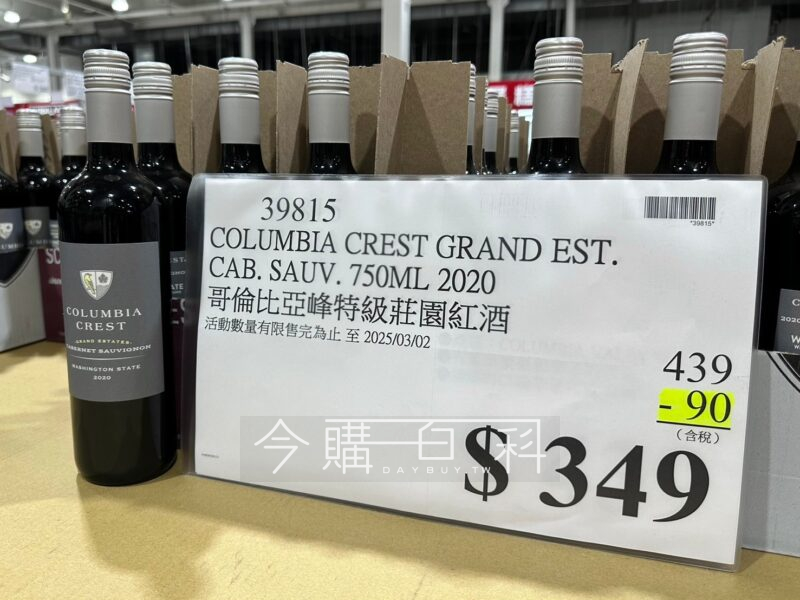 39815
COLUMBIA CREST GRAND EST.
CAB. SAUV. 750ML 2020
哥倫比亞峰特級莊園紅酒
活動數量有限售完為止 至 2025/03/02
*39815*
439
- 90
(含稅)
$ 349
COLUMBIA
CREST
GRAND ESTATES
CABERNET SAUVIGNON
WASHINGTON STATE
2020
今購百科
DAYBUY.TW